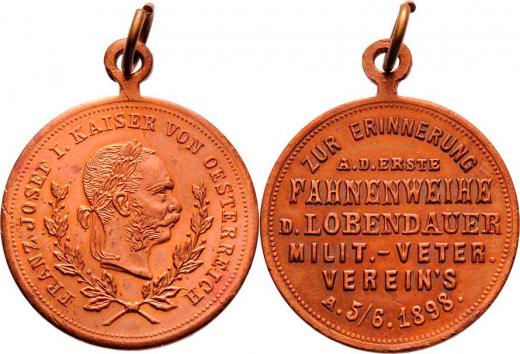 FRANZ JOSEF I. KAISER VON OESTERREICH
ZUR ERINNERUNG
A.D. ERSTE
FAHNENWEIHE
D. LOBENDAUER
MILIT.-VETER.
VEREIN'S
A. 5/6. 1898.